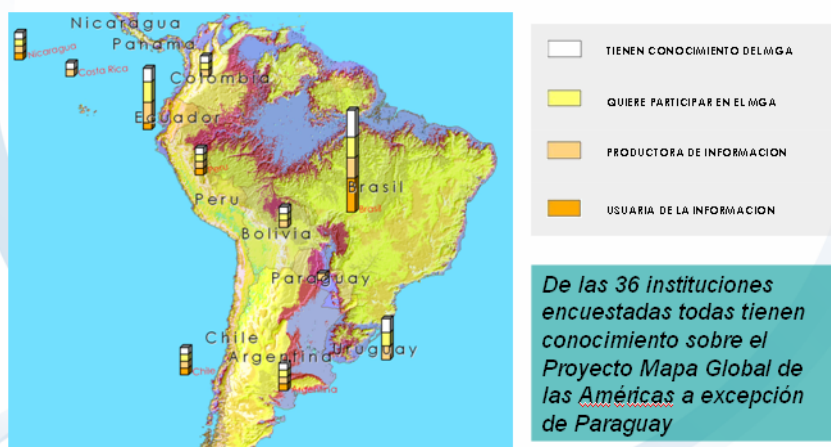 Nicaragua
Panama
Nicaragua
Costa Rica
Colombia
Ecuador
Peru
Peru
Brasil
Brasil
Bolivia
Paraguay
Chile
Chile
Argentina
Argentina
Uruguay
TIENEN CONOCIMIENTO DEL MGA
QUIERE PARTICIPAR EN EL MGA
PRODUCTORA DE INFORMACION
USUARIA DE LA INFORMACION
De las 36 instituciones
encuestadas todas tienen
conocimiento sobre el
Proyecto Mapa Global de
las Américas a excepción
de Paraguay